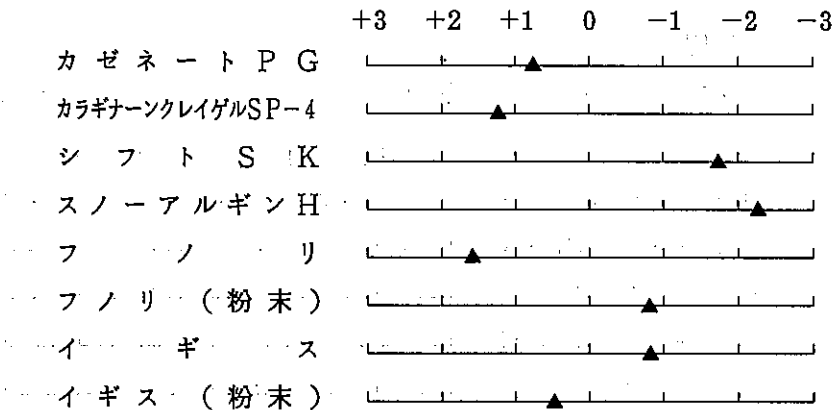 +3 +2 +1 0 −1 −2 −3
カゼネートPG
カラギナーンクレイゲルSP−4
シフトSK
スノーアルギンH
フノリ
フノリ(粉末)
イギス
イギス(粉末)